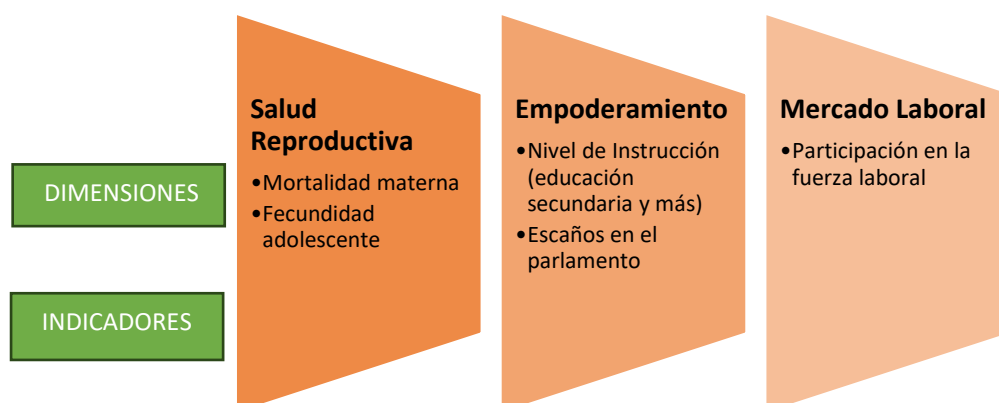 DIMENSIONES
INDICADORES
Salud
Reproductiva
•Mortalidad materna
•Fecundidad
adolescente
Empoderamiento
•Nivel de Instrucción
(educación
secundaria y más)
•Escaños en el
parlamento
Mercado Laboral
•Participación en la
fuerza laboral